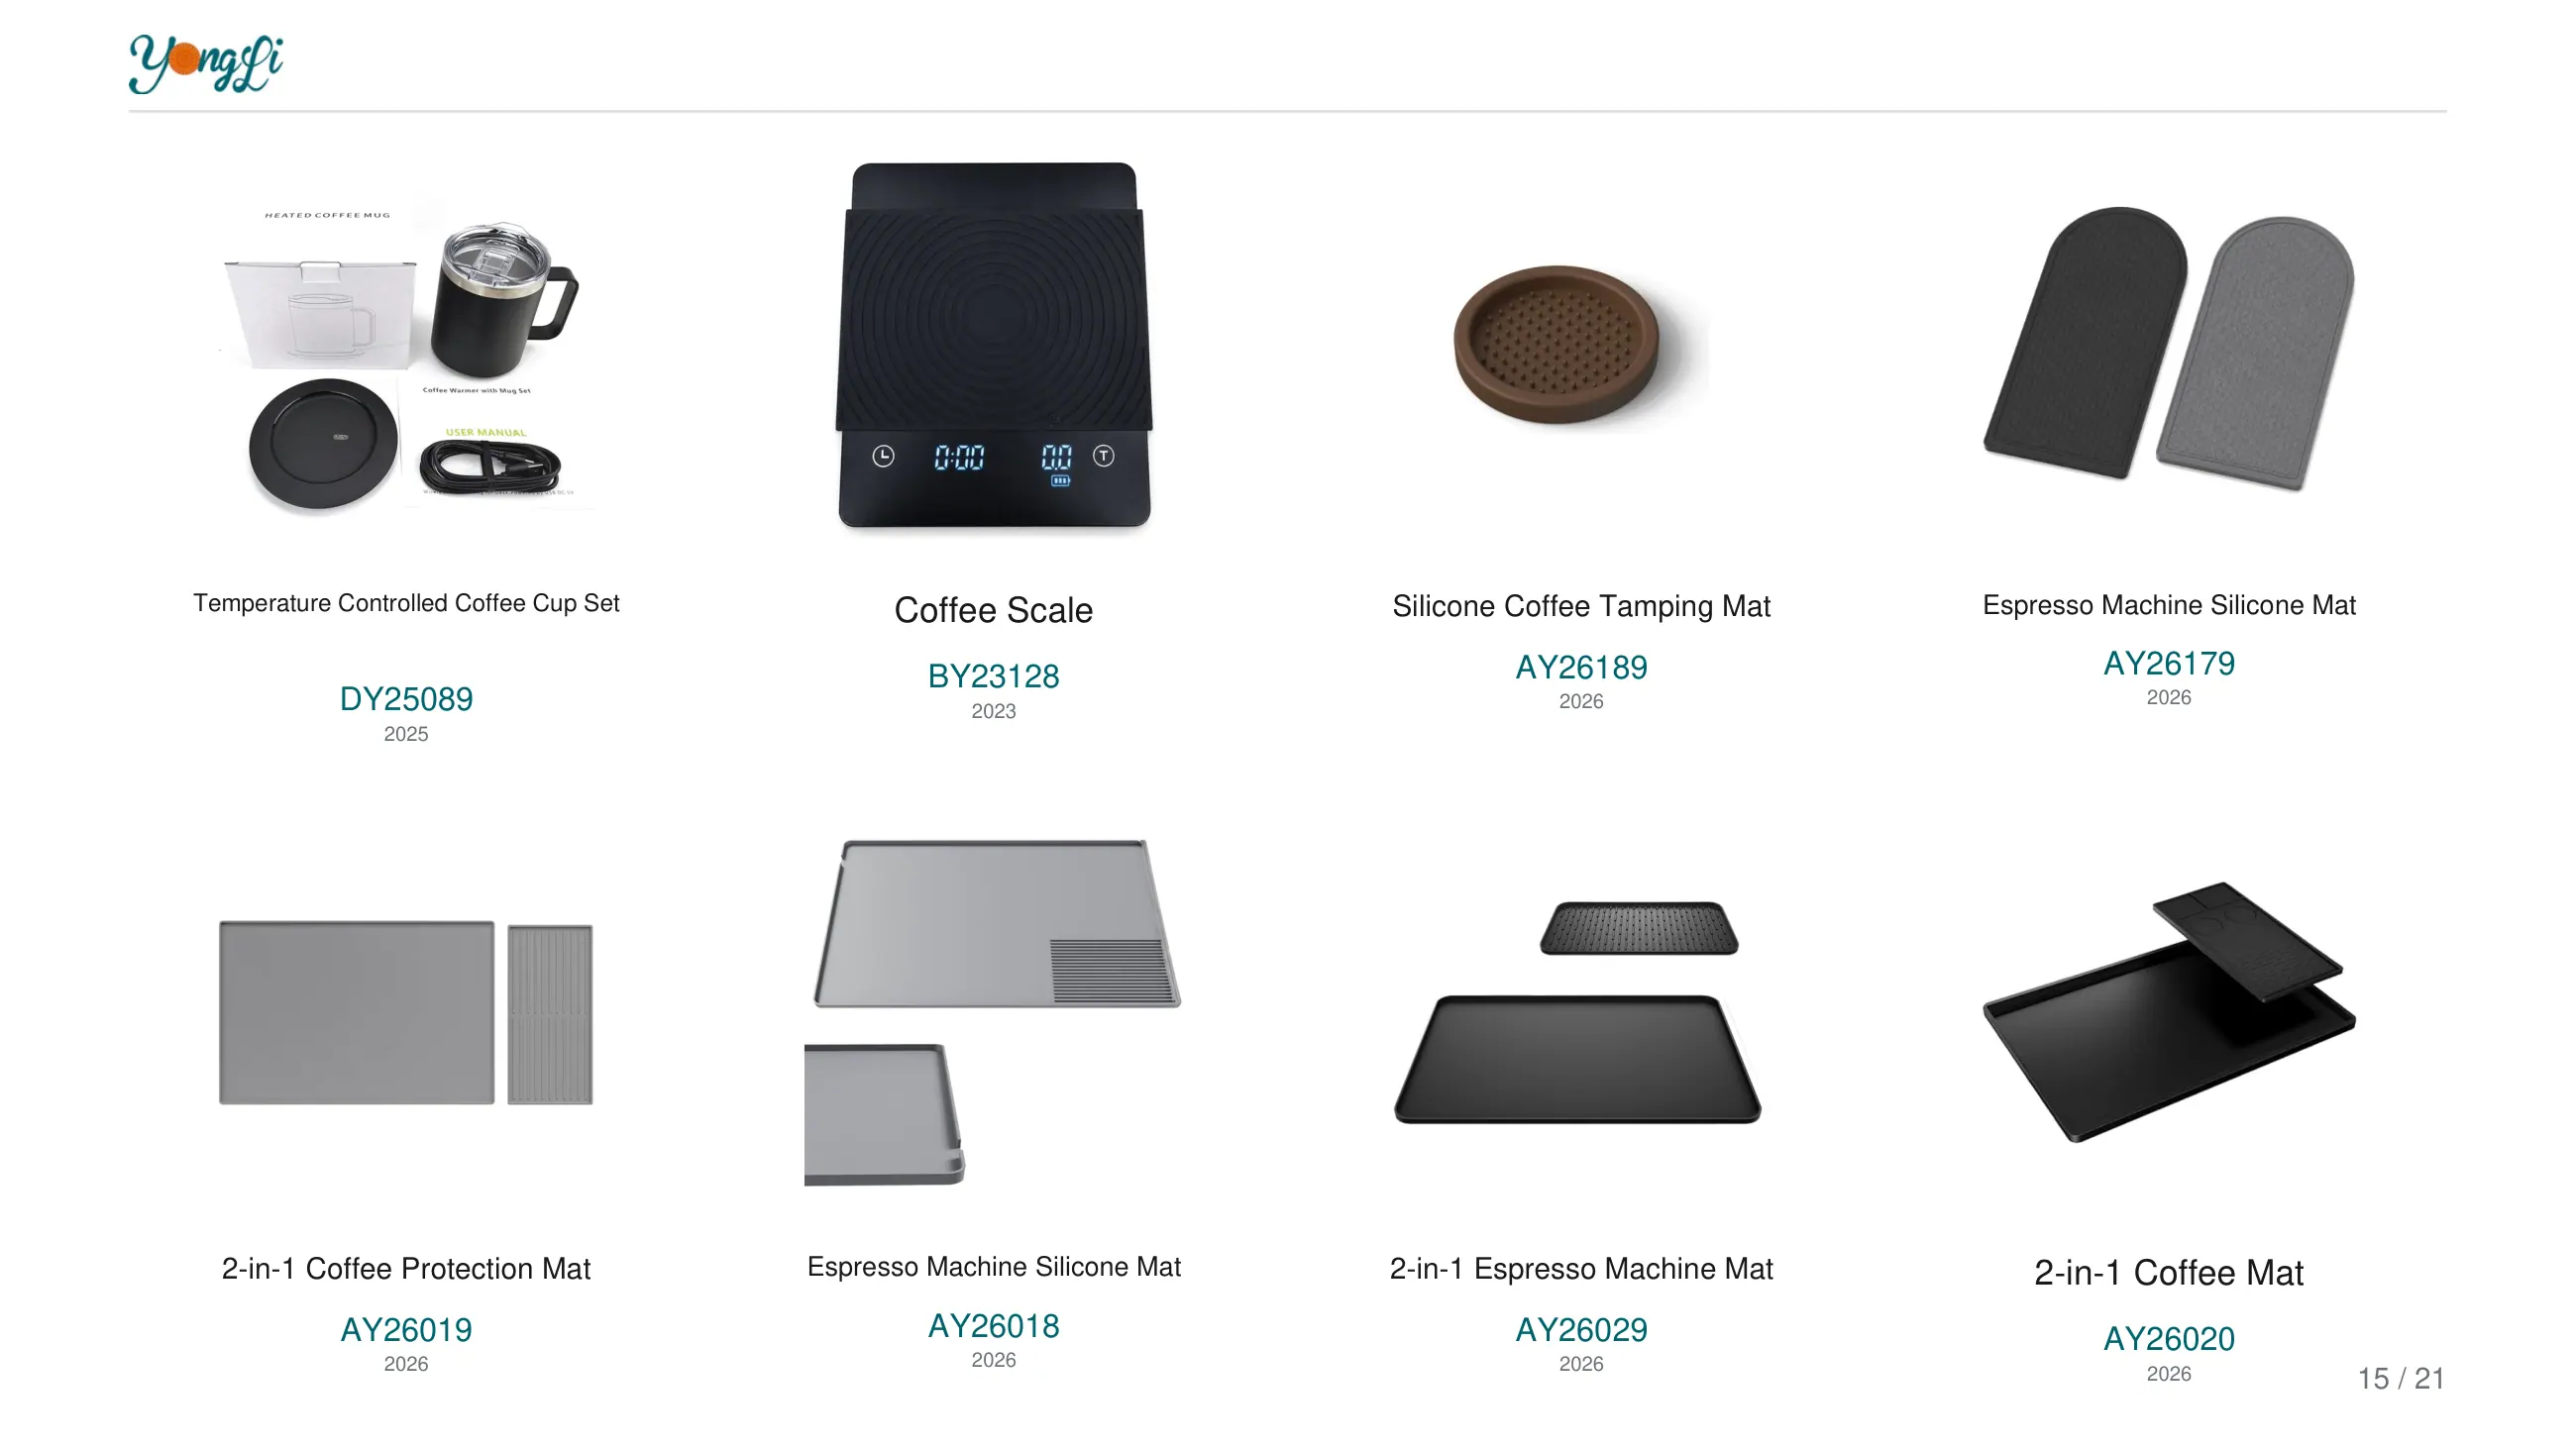 YongLi
HEATED COFFEE MUG
Coffee Warmer with Mug Set
USER MANUAL
0:00
0.0
T
Temperature Controlled Coffee Cup Set
DY25089
2025
Coffee Scale
BY23128
2023
Silicone Coffee Tamping Mat
AY26189
2026
Espresso Machine Silicone Mat
AY26179
2026
2-in-1 Coffee Protection Mat
AY26019
2026
Espresso Machine Silicone Mat
AY26018
2026
2-in-1 Espresso Machine Mat
AY26029
2026
2-in-1 Coffee Mat
AY26020
2026
15 / 21